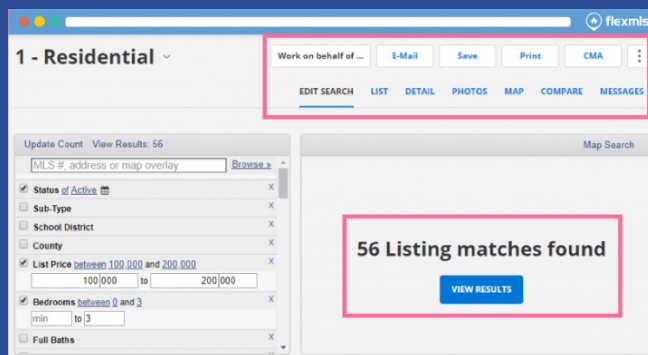 flexmls
1 - Residential
Work on behalf of ...
E-Mail
Save
Print
CMA
EDIT SEARCH
LIST
DETAIL
PHOTOS
MAP
COMPARE
MESSAGES
Update Count View Results: 56
MLS #, address or map overlay
Browse »
Status of Active
X
Sub-Type
X
School District
X
County
X
List Price between 100,000 and 200,000
X
100,000 to 200,000
Bedrooms between 0 and 3
X
min to 3
Full Baths
X
Map Search
56 Listing matches found
VIEW RESULTS